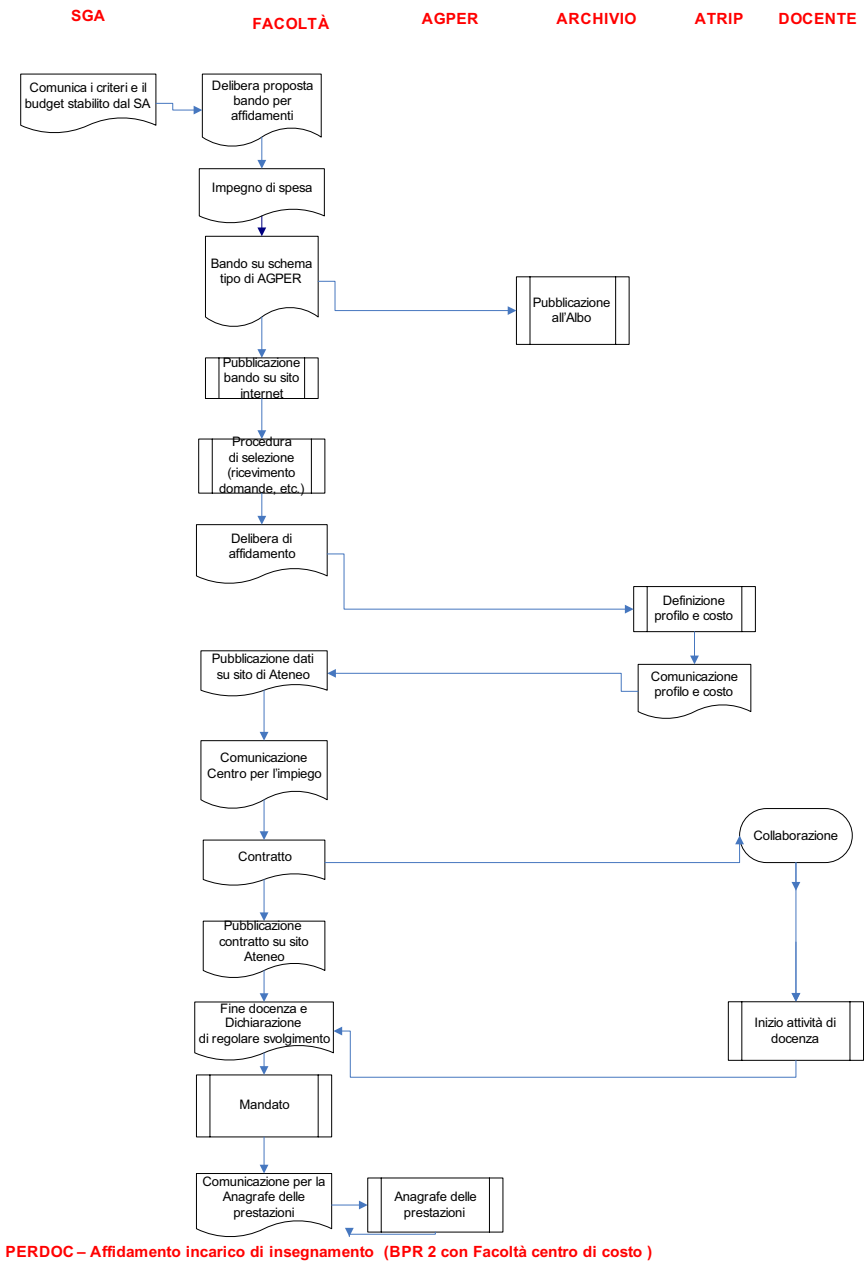 SGA
FACOLTÀ
AGPER
ARCHIVIO
ATRIP
DOCENTE
Comunica i criteri e il
budget stabilito dal SA
Delibera proposta
bando per
affidamenti
Impegno di spesa
Bando su schema
tipo di AGPER
Pubblicazione
all'Albo
Pubblicazione
bando su sito
internet
Procedura
di selezione
(ricevimento
domande, etc.)
Delibera di
affidamento
Definizione
profilo e costo
Comunicazione
profilo e costo
Pubblicazione dati
su sito di Ateneo
Comunicazione
Centro per l'impiego
Contratto
Collaborazione
Pubblicazione
contratto su sito
Ateneo
Inizio attività di
docenza
Fine docenza e
Dichiarazione
di regolare svolgimento
Mandato
Comunicazione per la
Anagrafe delle
prestazioni
Anagrafe delle
prestazioni
PERDOC – Affidamento incarico di insegnamento (BPR 2 con Facoltà centro di costo )